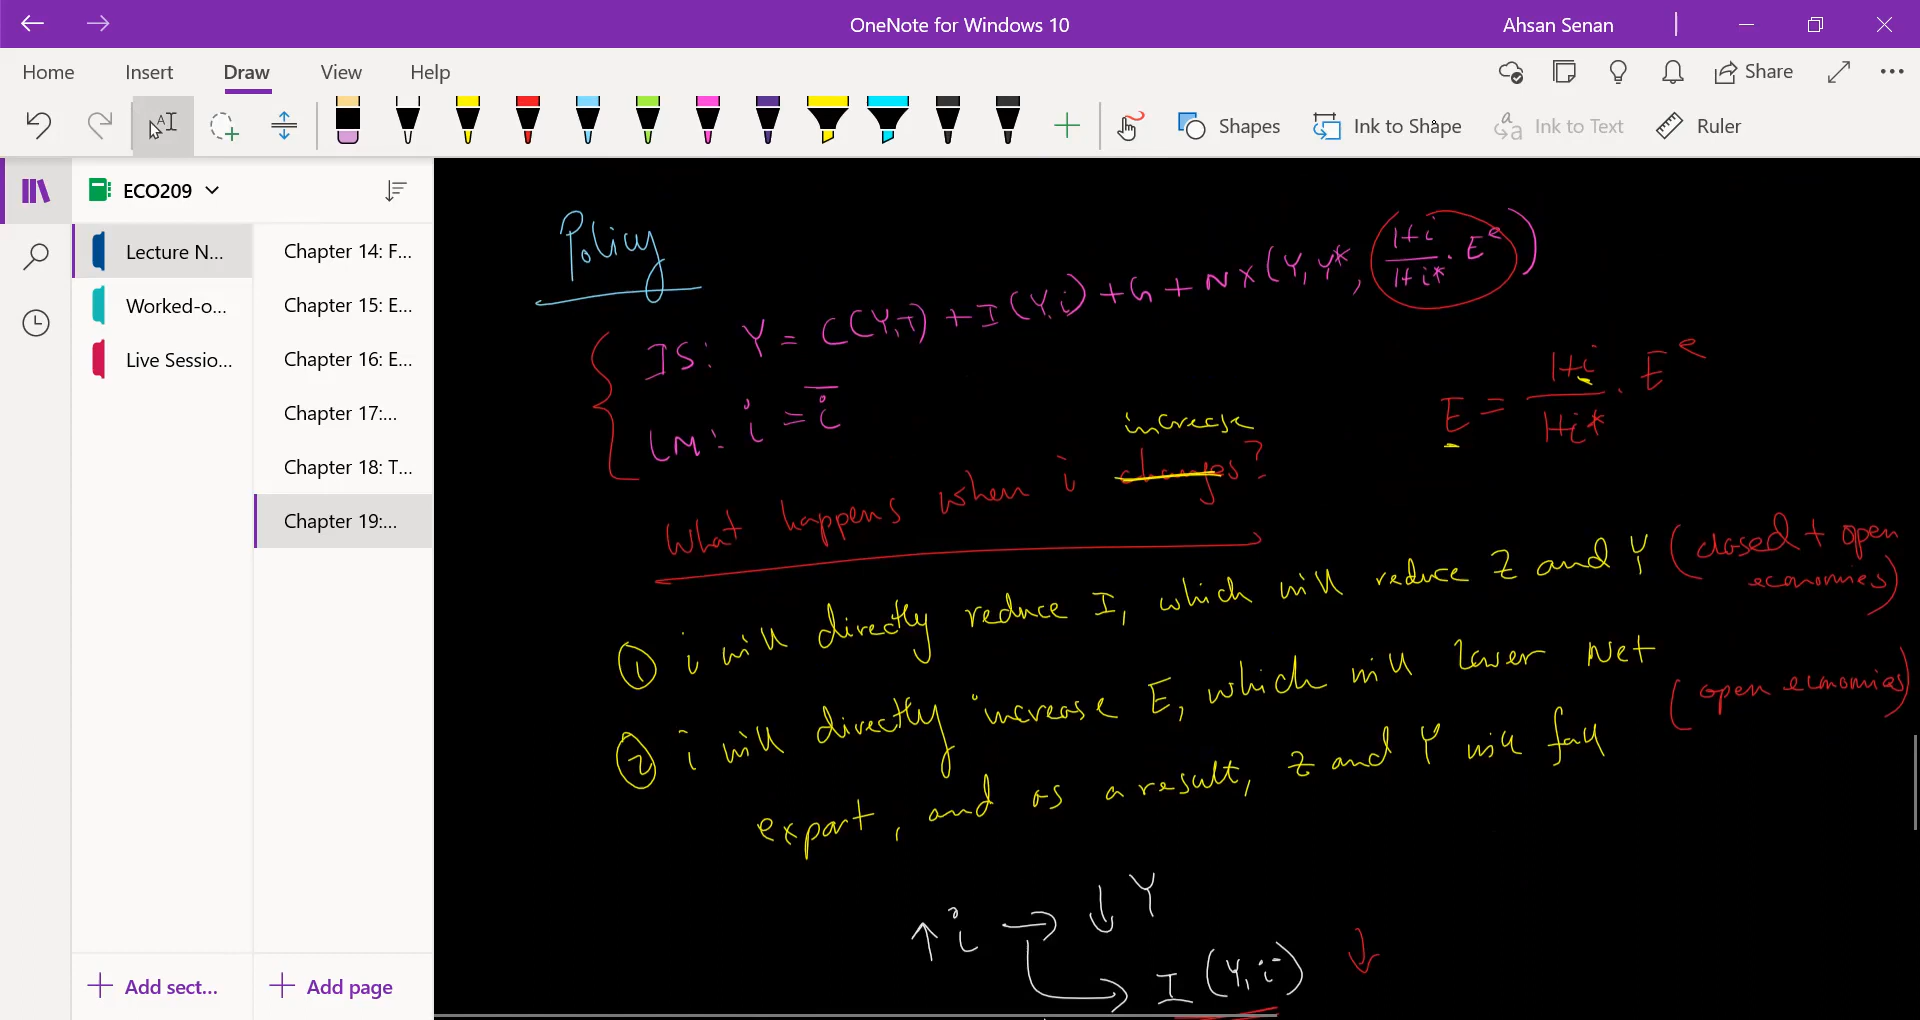 OneNote for Windows 10
Ahsan Senan
Home Insert Draw View Help
Share
Shapes Ink to Shape Ink to Text Ruler
ECO209
Lecture N...
Worked-o...
Live Sessio...
Chapter 14: F...
Chapter 15: E...
Chapter 16: E...
Chapter 17:...
Chapter 18: T...
Chapter 19:...
Add sect...
Add page
Policy
IS: Y = C(Y,T) + I(Y,i) + G + NX(Y, Y*, 1+i / 1+i* . E^e)
LM: i = i̅
E = 1+i / 1+i* . E^e
increase
What happens when i changes?
① i will directly reduce I, which will reduce Z and Y (closed + open
economies)
② i will directly increase E, which will lower Net
(open economies)
export, and as a result, Z and Y will fall
↑ i → ↓ Y
→ I (Y, i⁻) ↓